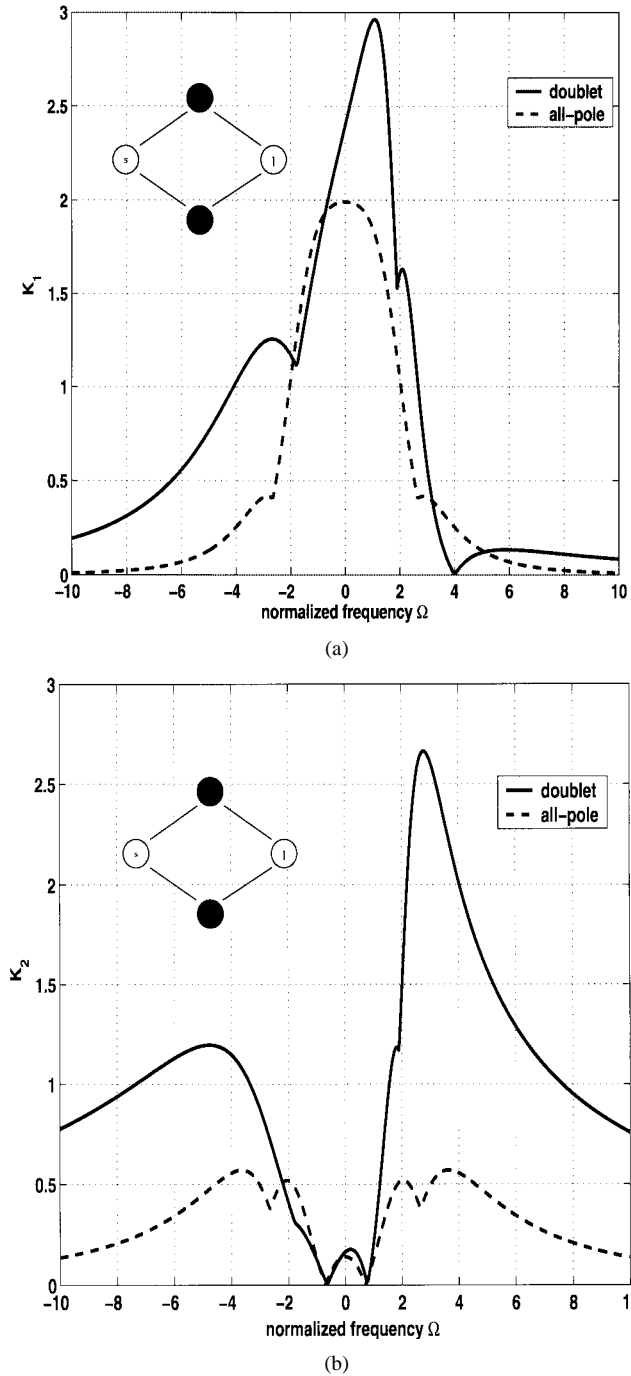 3
2.5
2
1.5
1
0.5
0
K1
doublet
all-pole
s
l
-10 -8 -6 -4 -2 0 2 4 6 8 10
normalized frequency Ω
(a)
3
2.5
2
1.5
1
0.5
0
K2
doublet
all-pole
s
l
-10 -8 -6 -4 -2 0 2 4 6 8 1
normalized frequency Ω
(b)